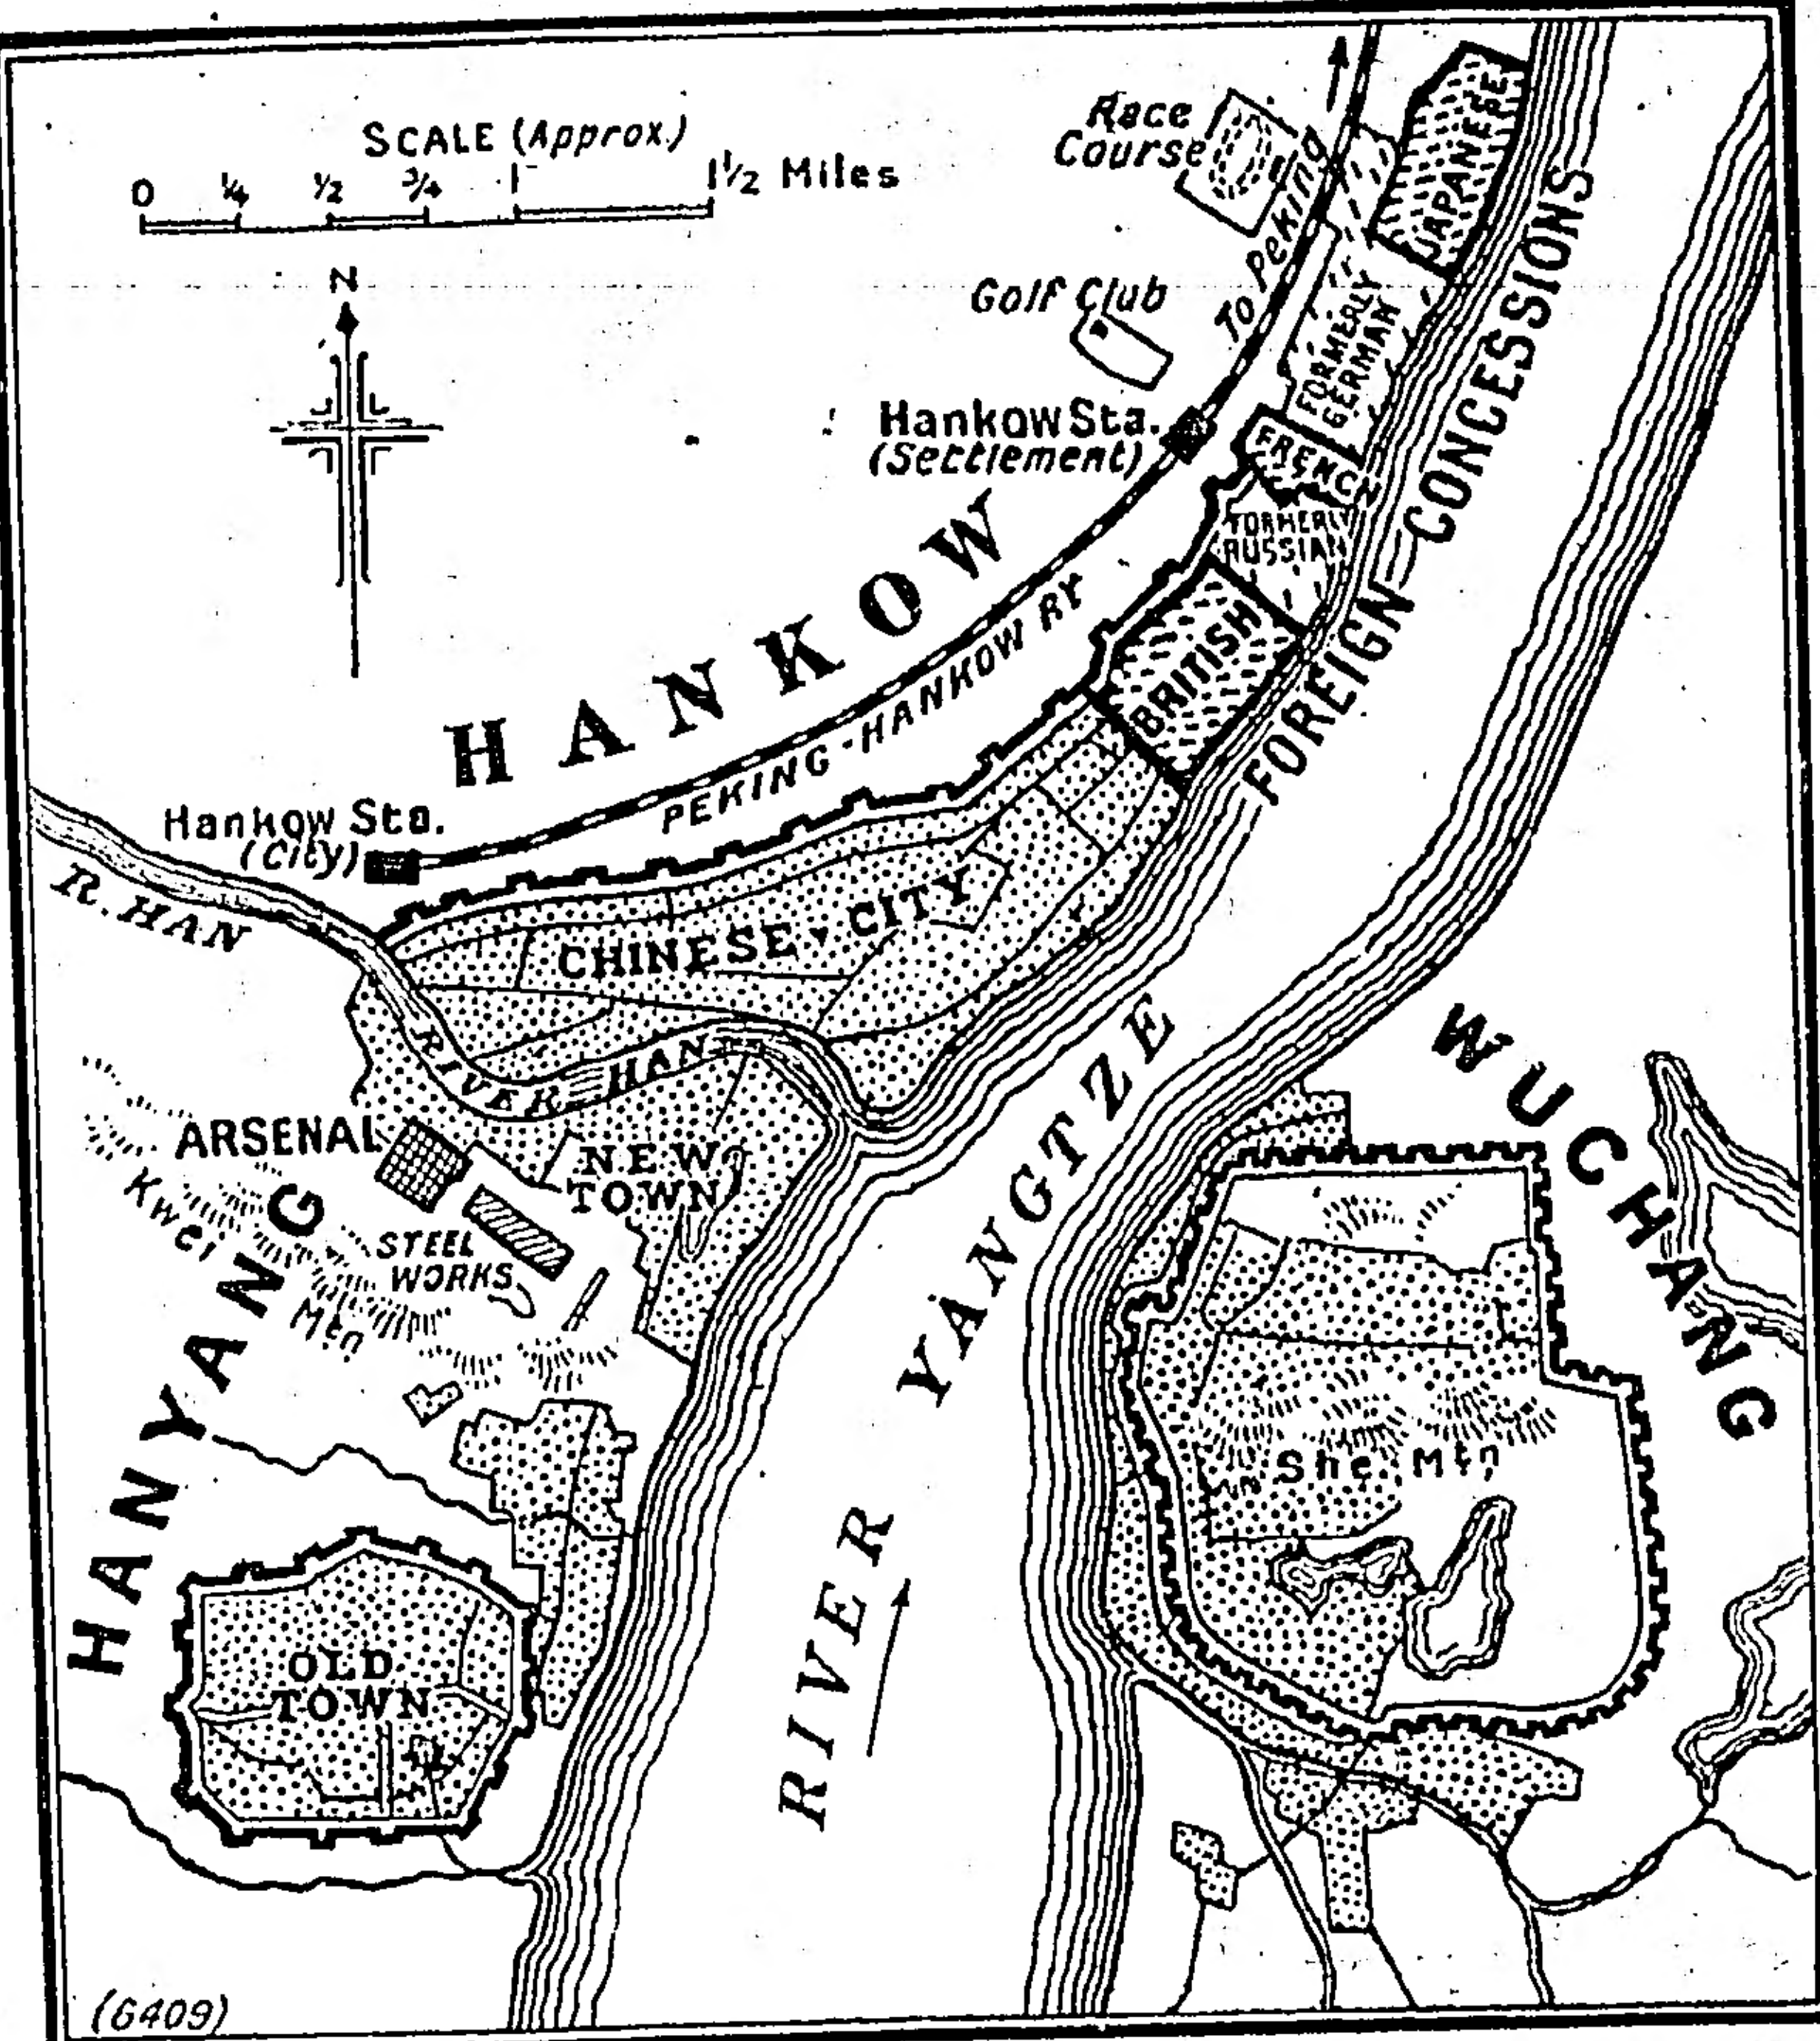 SCALE (Approx.)
0 1/4 1/2 3/4 1 1 1/2 Miles
N
Race
Course
To Peking
JAPANESE
FOREIGN CONCESSIONS
Golf Club
FORMERLY
GERMAN
Hankow Sta.
(Settlement)
FRENCH
FORMERLY
RUSSIAN
HANKOW
PEKING-HANKOW RY
BRITISH
Hankow Sta.
(City)
R. HAN
CHINESE CITY
RIVER HAN
WUCHANG
ARSENAL
NEW
TOWN
Kwei
Mtn
STEEL
WORKS
HANYANG
RIVER YANGTZE
She Mtn
OLD
TOWN
(6409)